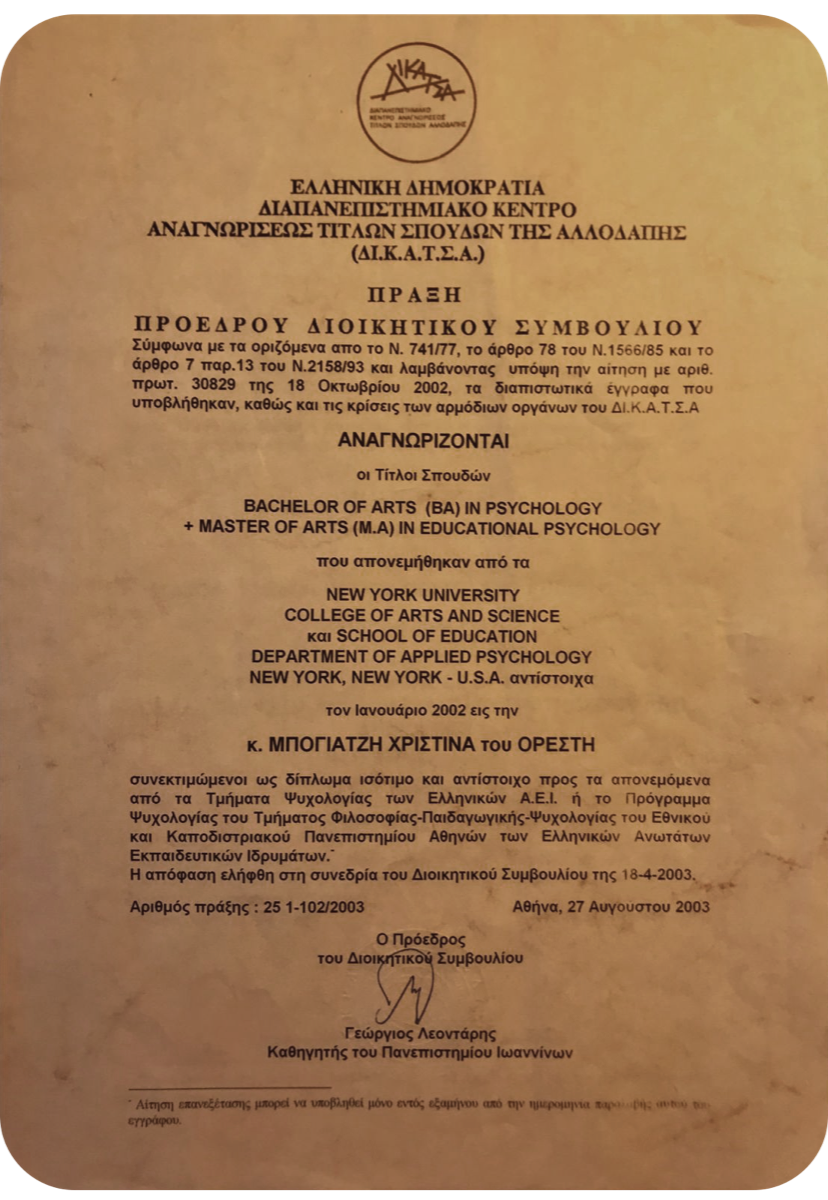 ΔΙΚΑΤΣΑ
ΔΙΑΠΑΝΕΠΙΣΤΗΜΙΑΚΟ
ΚΕΝΤΡΟ ΑΝΑΓΝΩΡΙΣΕΩΣ
ΤΙΤΛΩΝ ΣΠΟΥΔΩΝ ΑΛΛΟΔΑΠΗΣ
ΕΛΛΗΝΙΚΗ ΔΗΜΟΚΡΑΤΙΑ
ΔΙΑΠΑΝΕΠΙΣΤΗΜΙΑΚΟ ΚΕΝΤΡΟ
ΑΝΑΓΝΩΡΙΣΕΩΣ ΤΙΤΛΩΝ ΣΠΟΥΔΩΝ ΤΗΣ ΑΛΛΟΔΑΠΗΣ
(ΔΙ.Κ.Α.Τ.Σ.Α.)
ΠΡΑΞΗ
ΠΡΟΕΔΡΟΥ ΔΙΟΙΚΗΤΙΚΟΥ ΣΥΜΒΟΥΛΙΟΥ
Σύμφωνα με τα οριζόμενα απο το Ν. 741/77, το άρθρο 78 του Ν.1566/85 και το
άρθρο 7 παρ.13 του Ν.2158/93 και λαμβάνοντας υπόψη την αίτηση με αριθ.
πρωτ. 30829 της 18 Οκτωβρίου 2002, τα διαπιστωτικά έγγραφα που
υποβλήθηκαν, καθώς και τις κρίσεις των αρμόδιων οργάνων του ΔΙ.Κ.Α.Τ.Σ.Α
ΑΝΑΓΝΩΡΙΖΟΝΤΑΙ
οι Τίτλοι Σπουδών
BACHELOR OF ARTS (BA) IN PSYCHOLOGY
+ MASTER OF ARTS (M.A) IN EDUCATIONAL PSYCHOLOGY
που απονεμήθηκαν από τα
NEW YORK UNIVERSITY
COLLEGE OF ARTS AND SCIENCE
και SCHOOL OF EDUCATION
DEPARTMENT OF APPLIED PSYCHOLOGY
NEW YORK, NEW YORK - U.S.A. αντίστοιχα
τον Ιανουάριο 2002 εις την
κ. ΜΠΟΓΙΑΤΖΗ ΧΡΙΣΤΙΝΑ του ΟΡΕΣΤΗ
συνεκτιμώμενοι ως δίπλωμα ισότιμο και αντίστοιχο προς τα απονεμόμενα
από τα Τμήματα Ψυχολογίας των Ελληνικών Α.Ε.Ι. ή το Πρόγραμμα
Ψυχολογίας του Τμήματος Φιλοσοφίας-Παιδαγωγικής-Ψυχολογίας του Εθνικού
και Καποδιστριακού Πανεπιστημίου Αθηνών των Ελληνικών Ανωτάτων
Εκπαιδευτικών Ιδρυμάτων.*
Η απόφαση ελήφθη στη συνεδρία του Διοικητικού Συμβουλίου της 18-4-2003.
Αριθμός πράξης : 25 1-102/2003 Αθήνα, 27 Αυγουστου 2003
Ο Πρόεδρος
του Διοικητικού Συμβουλίου
Γεώργιος Λεοντάρης
Καθηγητής του Πανεπιστημίου Ιωαννίνων
* Αίτηση επανεξέτασης μπορεί να υποβληθεί μόνο εντός εξαμήνου από την ημερομηνια παραλαβής αυτού του
εγγράφου.